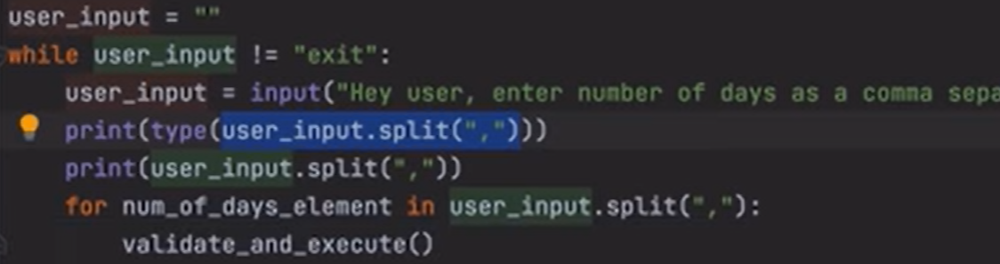 user_input = ""
while user_input != "exit":
    user_input = input("Hey user, enter number of days as a comma
    print(type(user_input.split(",")))
    print(user_input.split(","))
    for num_of_days_element in user_input.split(","):
        validate_and_execute()